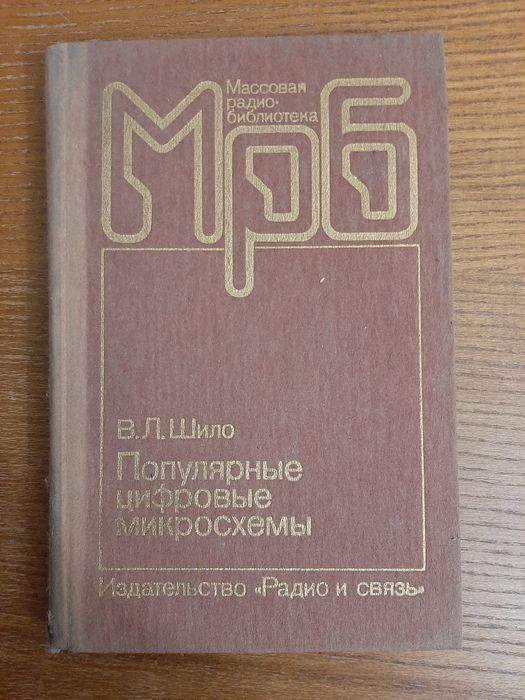 Массовая
радио-
библиотека
Мрб
В.Л.Шило
Популярные
цифровые
микросхемы
Издательство «Радио и связь»